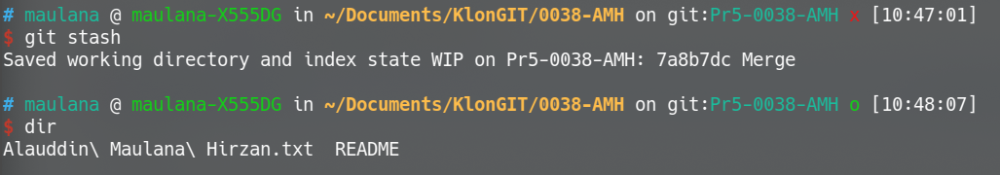 # maulana @ maulana-X555DG in ~/Documents/KlonGIT/0038-AMH on git:Pr5-0038-AMH x [10:47:01]
$ git stash
Saved working directory and index state WIP on Pr5-0038-AMH: 7a8b7dc Merge
# maulana @ maulana-X555DG in ~/Documents/KlonGIT/0038-AMH on git:Pr5-0038-AMH o [10:48:07]
$ dir
Alauddin\ Maulana\ Hirzan.txt  README